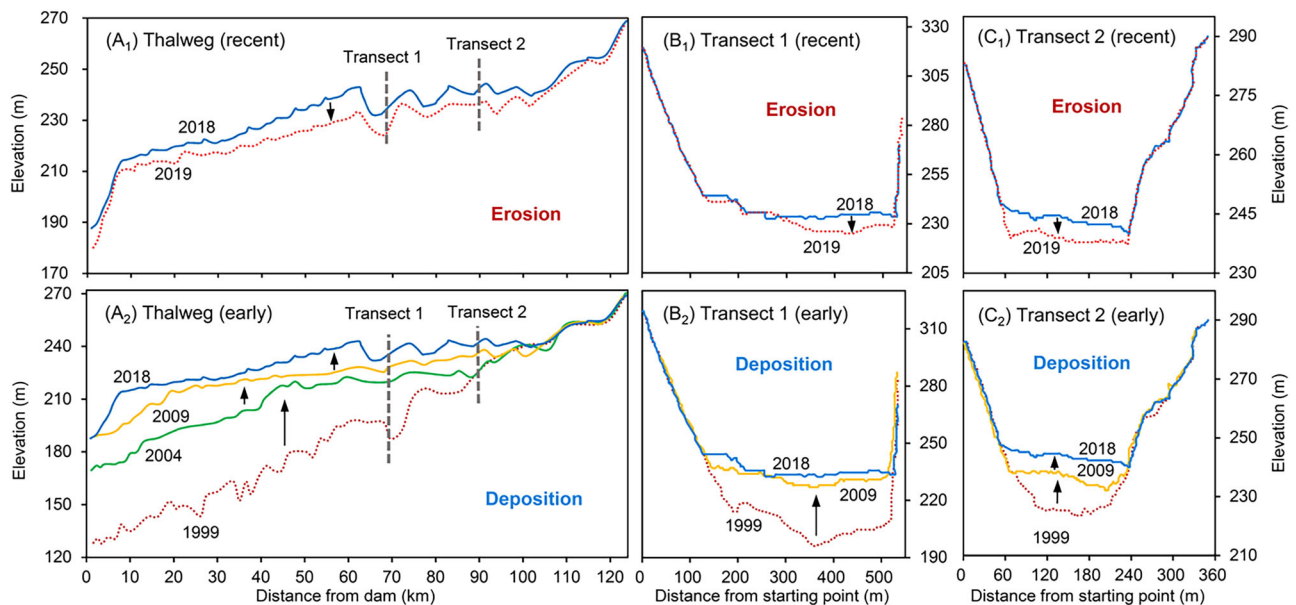 (A₁) Thalweg (recent)
270
250
230
210
190
170
Elevation (m)
Transect 1
Transect 2
2018
2019
Erosion
(B₁) Transect 1 (recent)
330
305
280
255
230
205
Erosion
2018
2019
(C₁) Transect 2 (recent)
290
275
260
245
230
Elevation (m)
Erosion
2018
2019
(A₂) Thalweg (early)
270
240
210
180
150
120
Elevation (m)
Transect 1
Transect 2
2018
2009
2004
1999
Deposition
0 10 20 30 40 50 60 70 80 90 100 110 120
Distance from dam (km)
(B₂) Transect 1 (early)
310
280
250
220
190
Deposition
2018
2009
1999
0 100 200 300 400 500
Distance from starting point (m)
(C₂) Transect 2 (early)
290
270
250
230
210
Elevation (m)
Deposition
2018
2009
1999
0 60 120 180 240 300 360
Distance from starting point (m)